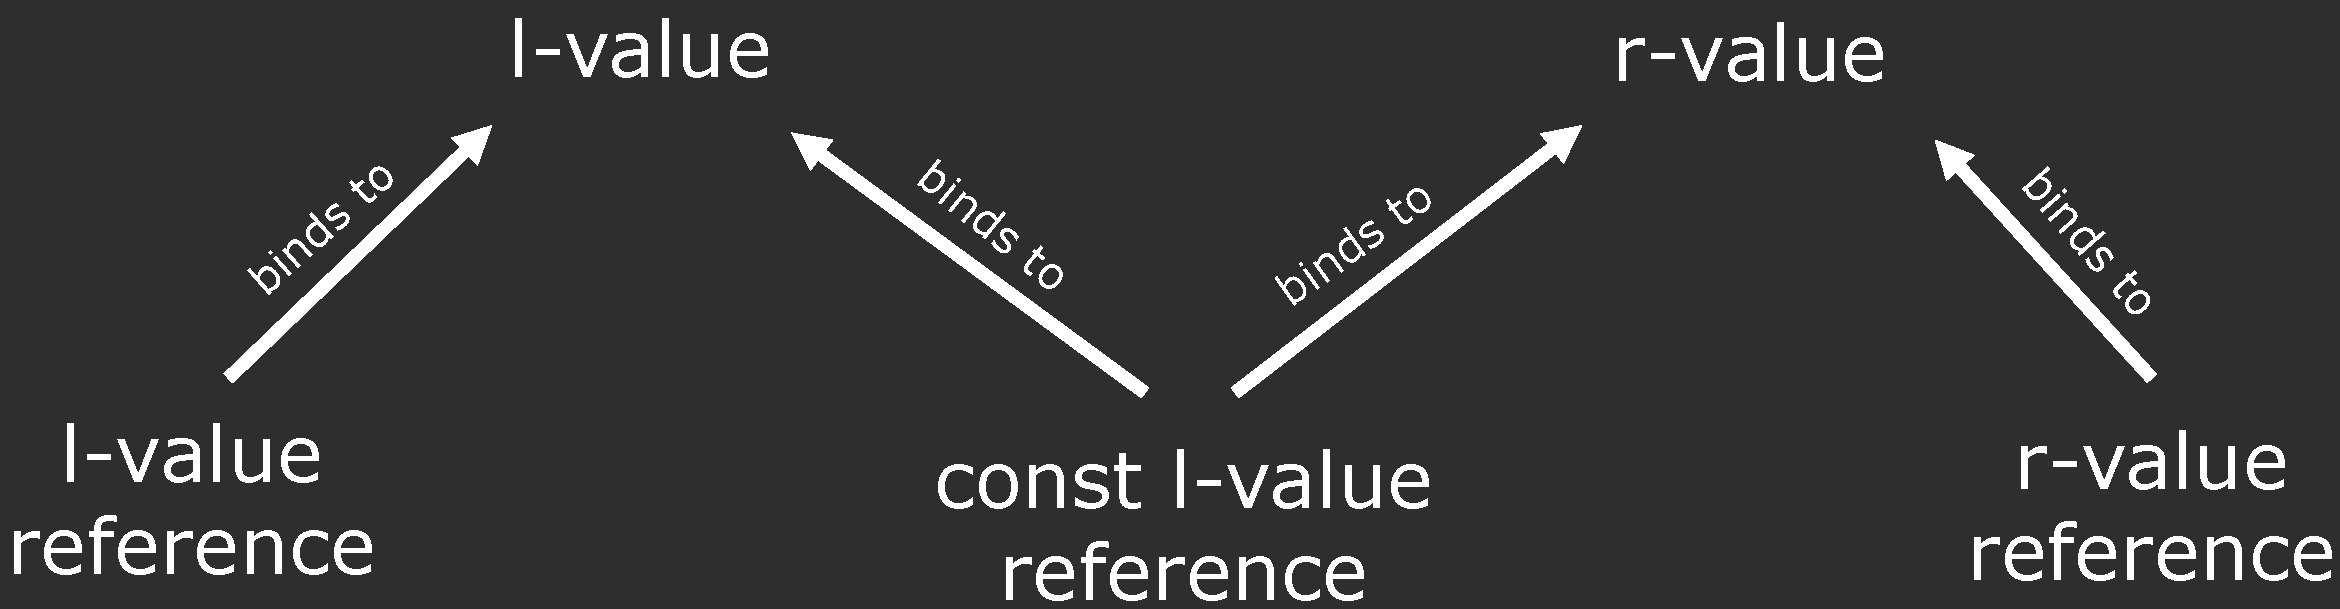 l-value
r-value
binds to
binds to
binds to
binds to
l-value
reference
const l-value
reference
r-value
reference